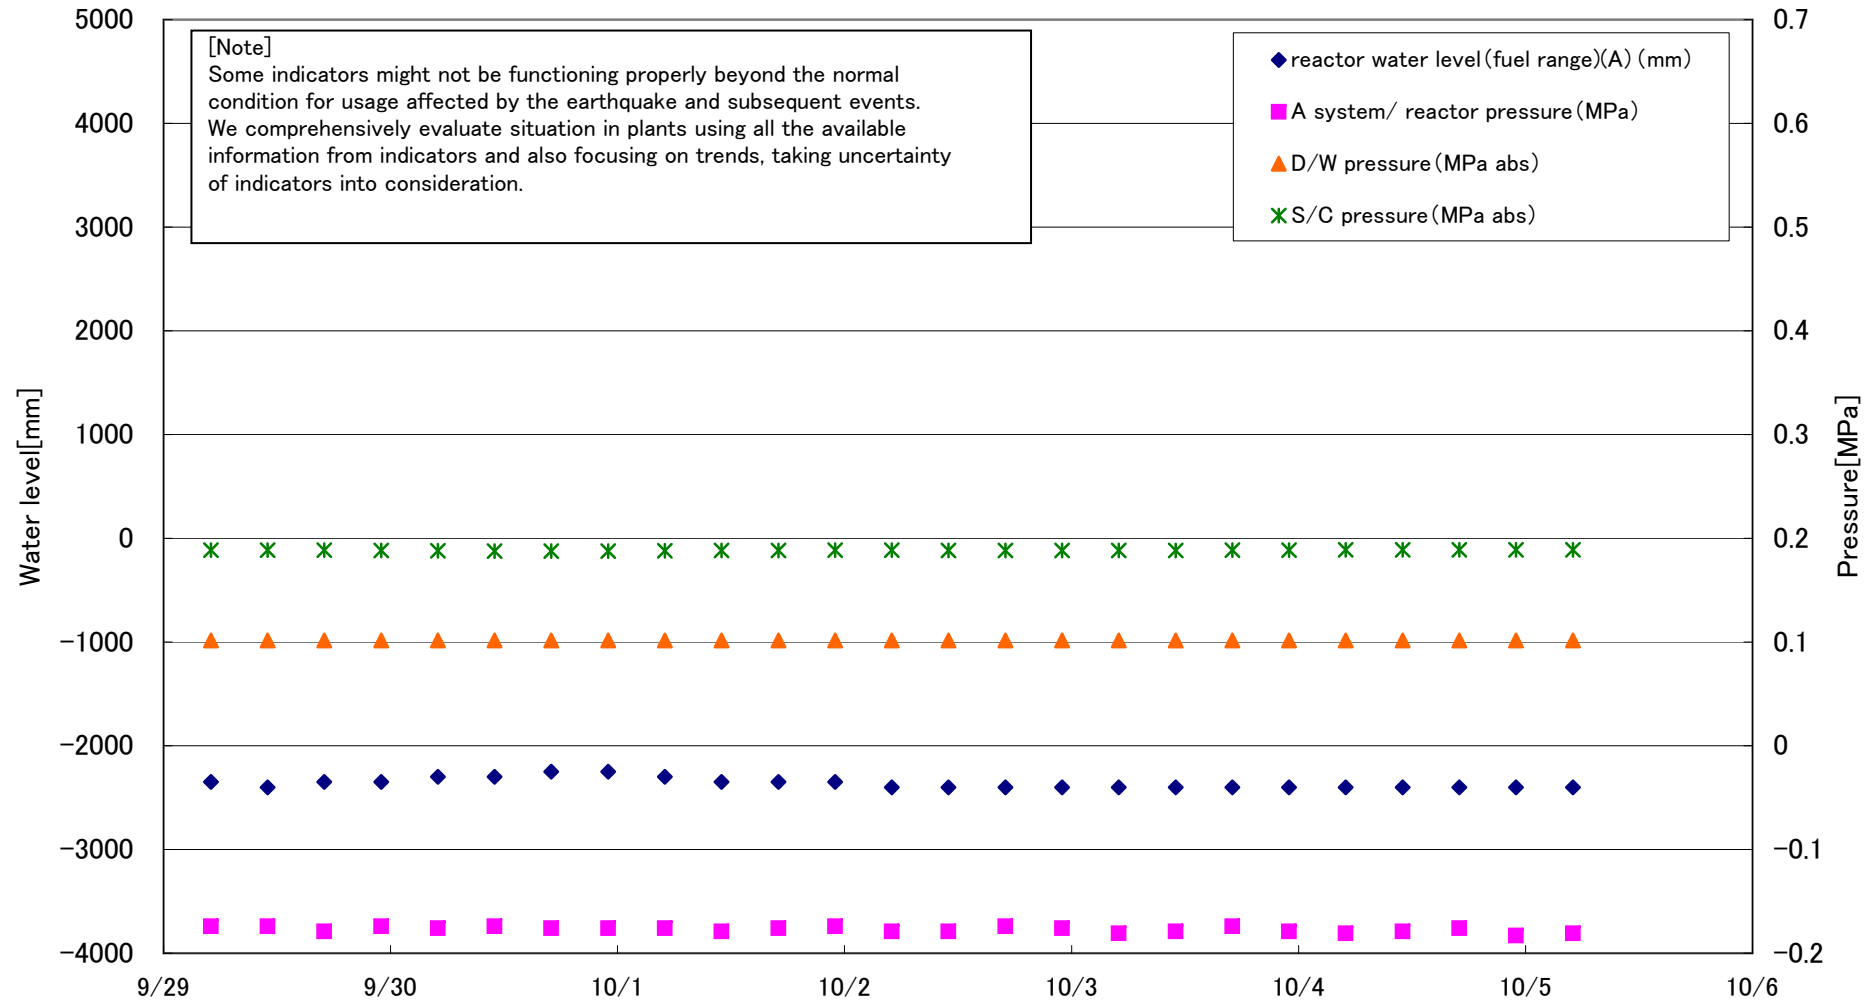 5000
4000
3000
2000
1000
0
−1000
−2000
−3000
−4000
Water level[mm]
[Note]
Some indicators might not be functioning properly beyond the normal
condition for usage affected by the earthquake and subsequent events.
We comprehensively evaluate situation in plants using all the available
information from indicators and also focusing on trends, taking uncertainty
of indicators into consideration.
reactor water level(fuel range)(A) (mm)
A system/ reactor pressure(MPa)
D/W pressure(MPa abs)
S/C pressure(MPa abs)
0.7
0.6
0.5
0.4
0.3
0.2
0.1
0
−0.1
−0.2
Pressure[MPa]
9/29 9/30 10/1 10/2 10/3 10/4 10/5 10/6